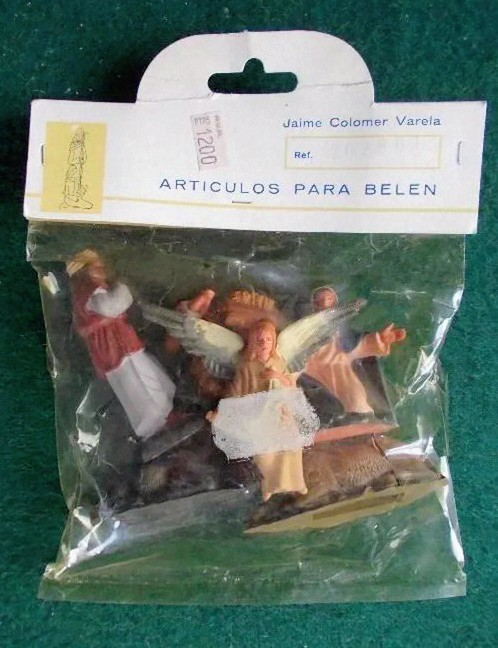 Jaime Colomer Varela
Ref.
1200
ARTICULOS PARA BELEN